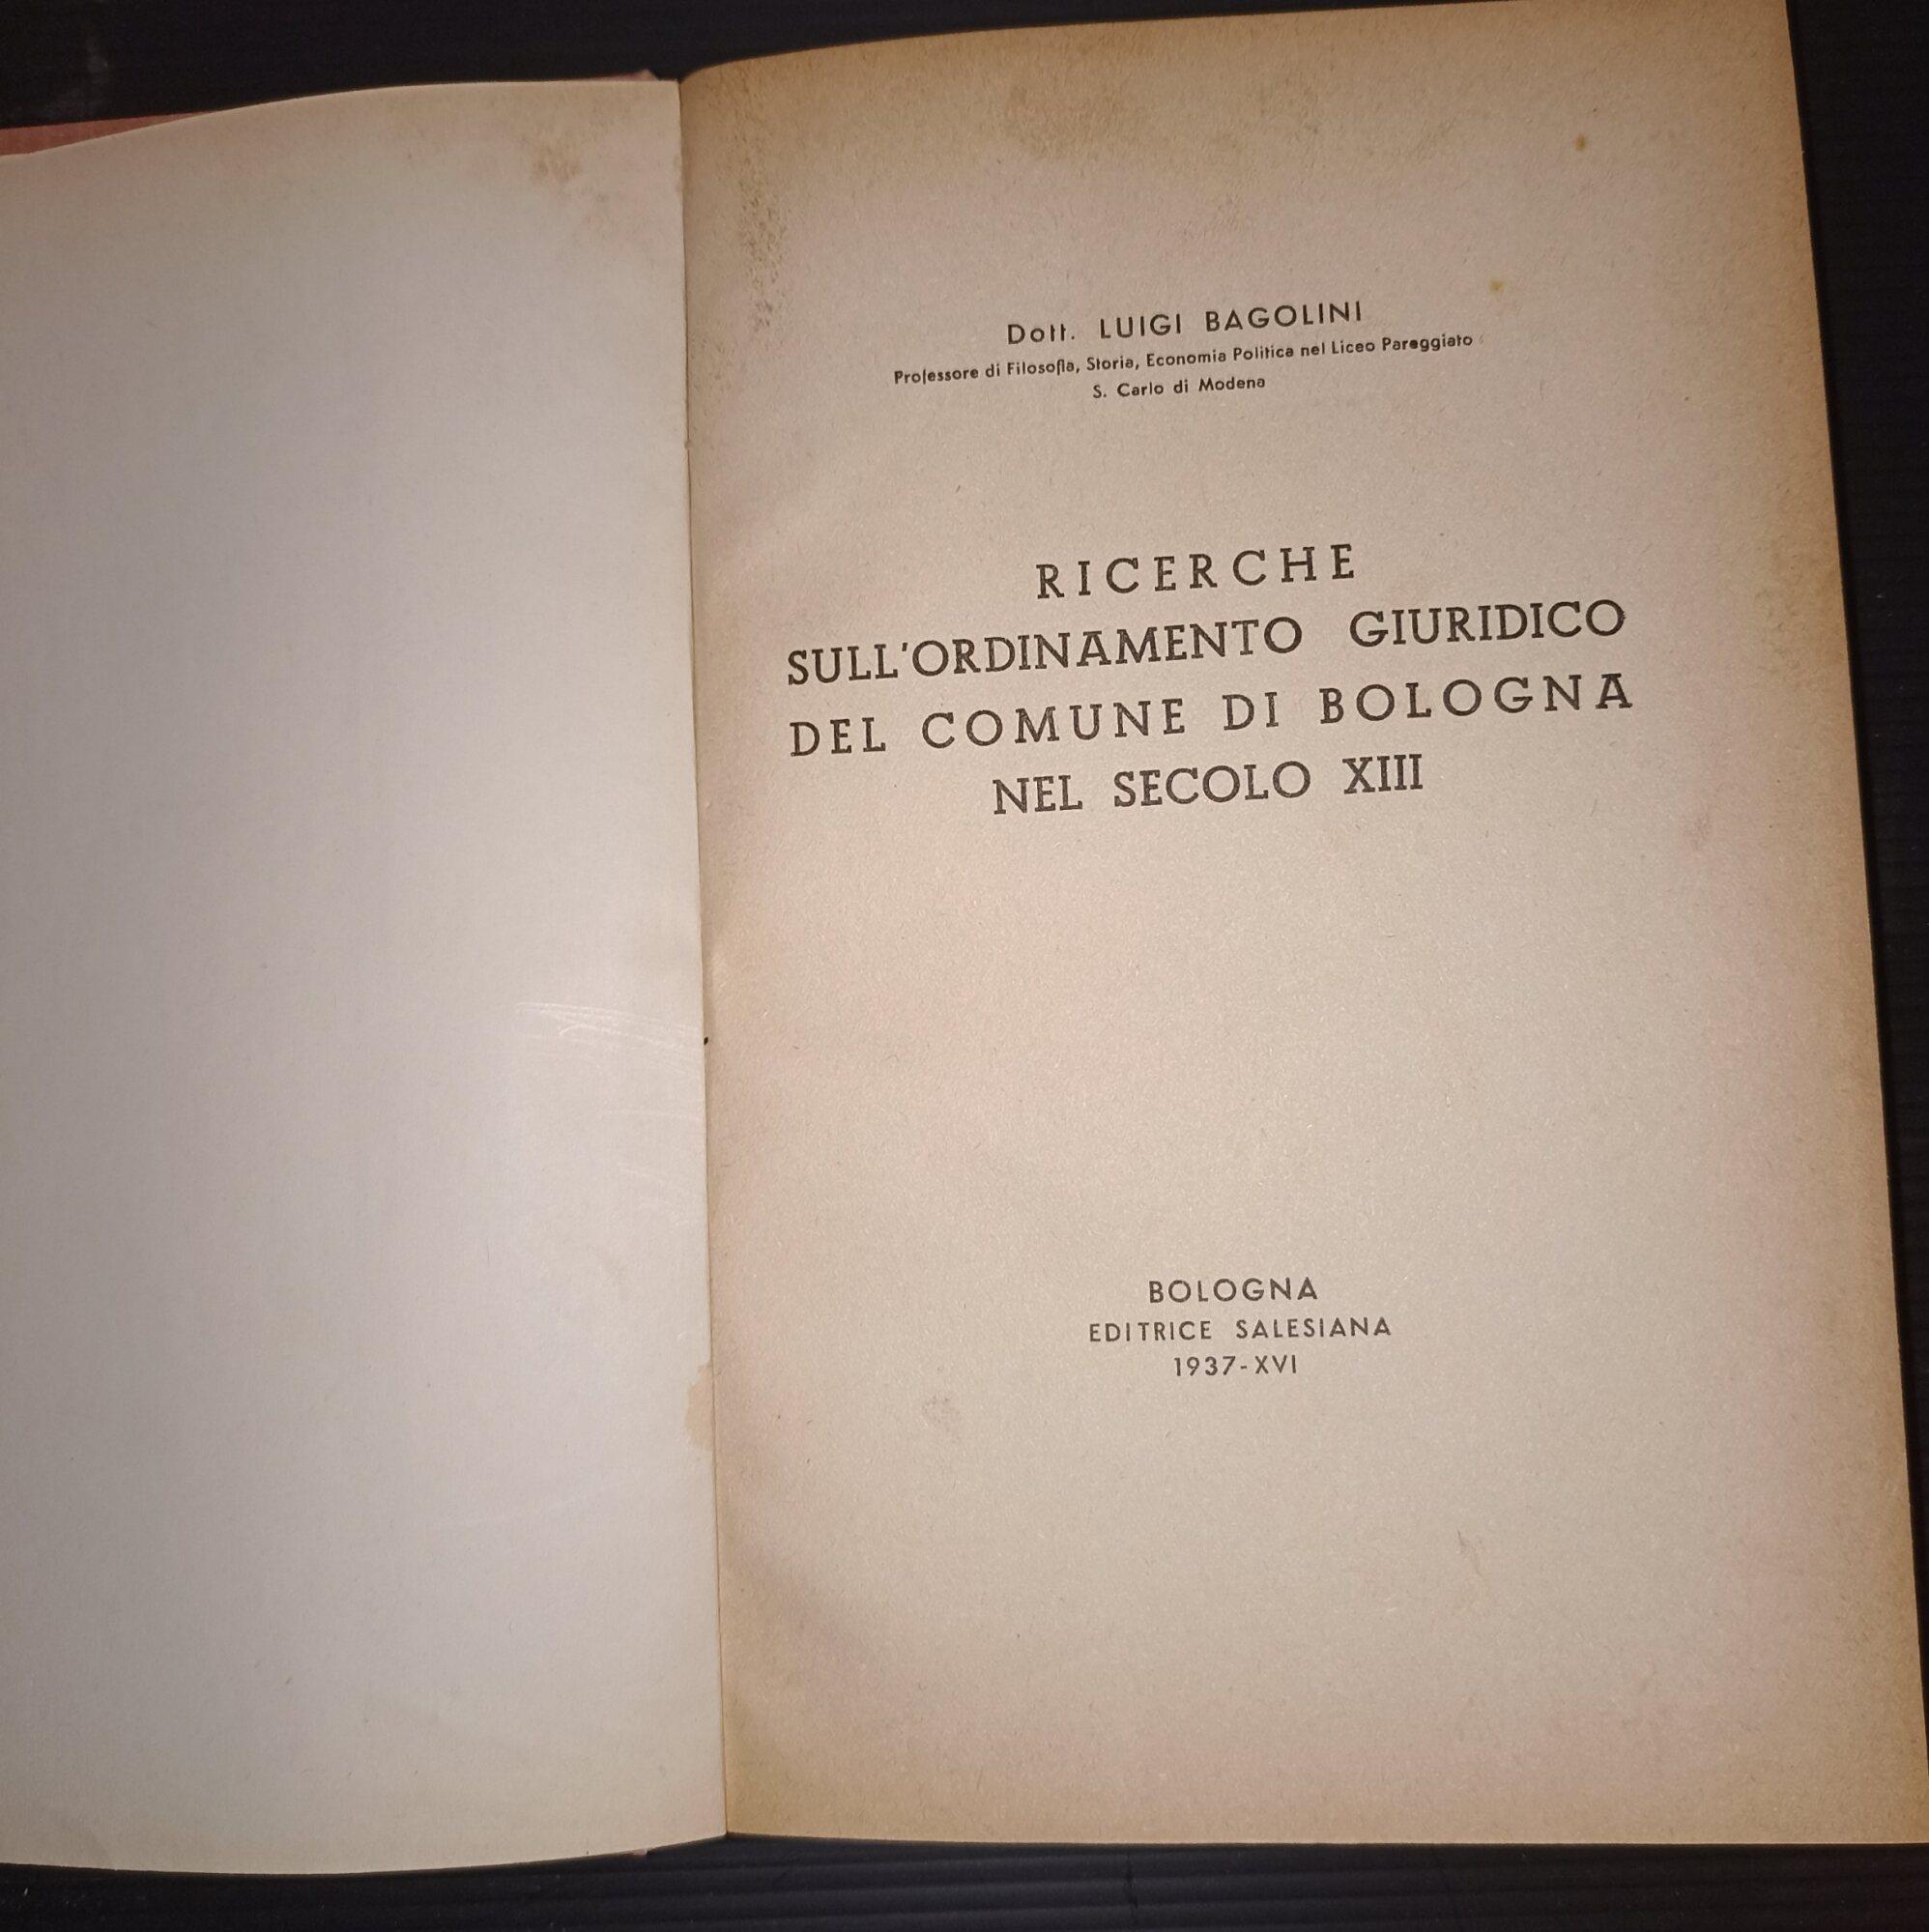 Dott. LUIGI BAGOLINI
Professore di Filosofia, Storia, Economia Politica nel Liceo Pareggiato
S. Carlo di Modena
RICERCHE
SULL'ORDINAMENTO GIURIDICO
DEL COMUNE DI BOLOGNA
NEL SECOLO XIII
BOLOGNA
EDITRICE SALESIANA
1937-XVI